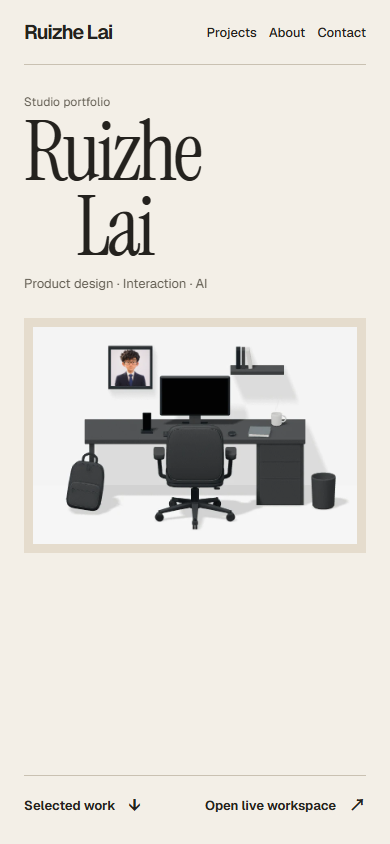 Ruizhe Lai
Projects About Contact
Studio portfolio
Ruizhe
Lai
Product design · Interaction · AI
Selected work ↓
Open live workspace ↗